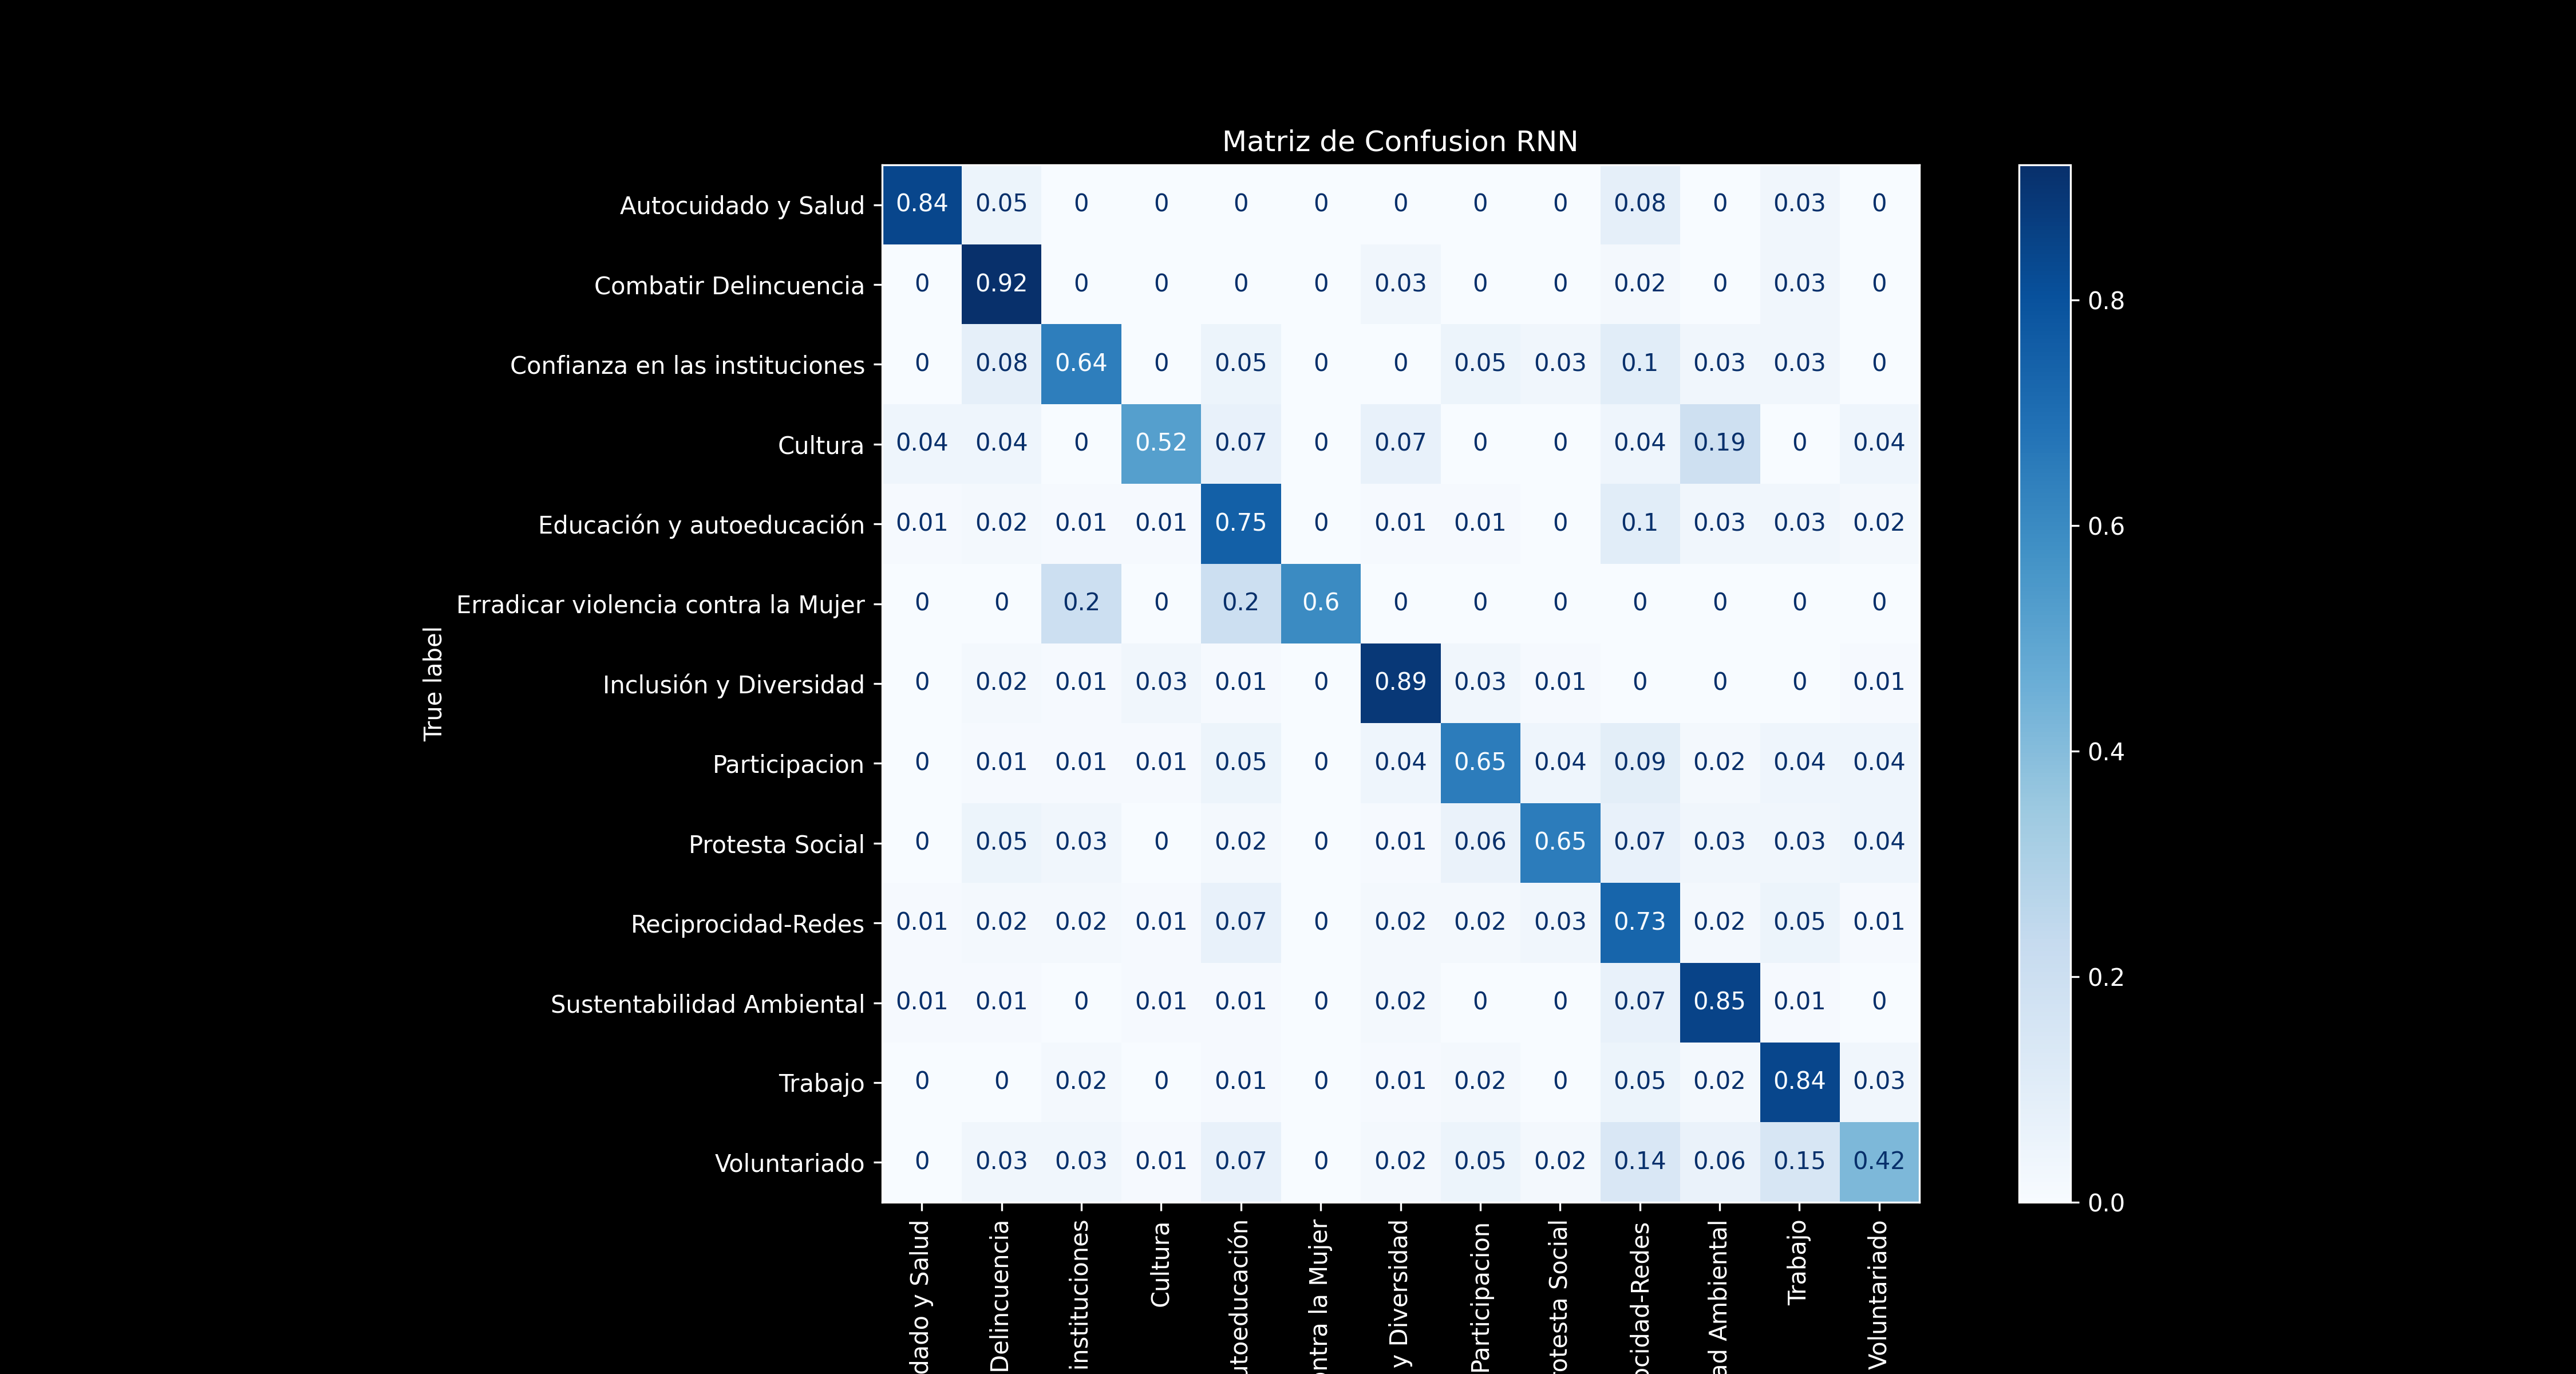 Matriz de Confusion RNN
Autocuidado y Salud 0.84 0.05 0 0 0 0 0 0 0 0.08 0 0.03 0
Combatir Delincuencia 0 0.92 0 0 0 0 0.03 0 0 0.02 0 0.03 0
Confianza en las instituciones 0 0.08 0.64 0 0.05 0 0 0.05 0.03 0.1 0.03 0.03 0
Cultura 0.04 0.04 0 0.52 0.07 0 0.07 0 0 0.04 0.19 0 0.04
Educación y autoeducación 0.01 0.02 0.01 0.01 0.75 0 0.01 0.01 0 0.1 0.03 0.03 0.02
Erradicar violencia contra la Mujer 0 0 0.2 0 0.2 0.6 0 0 0 0 0 0 0
Inclusión y Diversidad 0 0.02 0.01 0.03 0.01 0 0.89 0.03 0.01 0 0 0 0.01
Participacion 0 0.01 0.01 0.01 0.05 0 0.04 0.65 0.04 0.09 0.02 0.04 0.04
Protesta Social 0 0.05 0.03 0 0.02 0 0.01 0.06 0.65 0.07 0.03 0.03 0.04
Reciprocidad-Redes 0.01 0.02 0.02 0.01 0.07 0 0.02 0.02 0.03 0.73 0.02 0.05 0.01
Sustentabilidad Ambiental 0.01 0.01 0 0.01 0.01 0 0.02 0 0 0.07 0.85 0.01 0
Trabajo 0 0 0.02 0 0.01 0 0.01 0.02 0 0.05 0.02 0.84 0.03
Voluntariado 0 0.03 0.03 0.01 0.07 0 0.02 0.05 0.02 0.14 0.06 0.15 0.42
True label
dado y Salud
Delincuencia
instituciones
Cultura
utoeducación
ontra la Mujer
y Diversidad
Participacion
rotesta Social
ocidad-Redes
ad Ambiental
Trabajo
Voluntariado
0.8
0.6
0.4
0.2
0.0